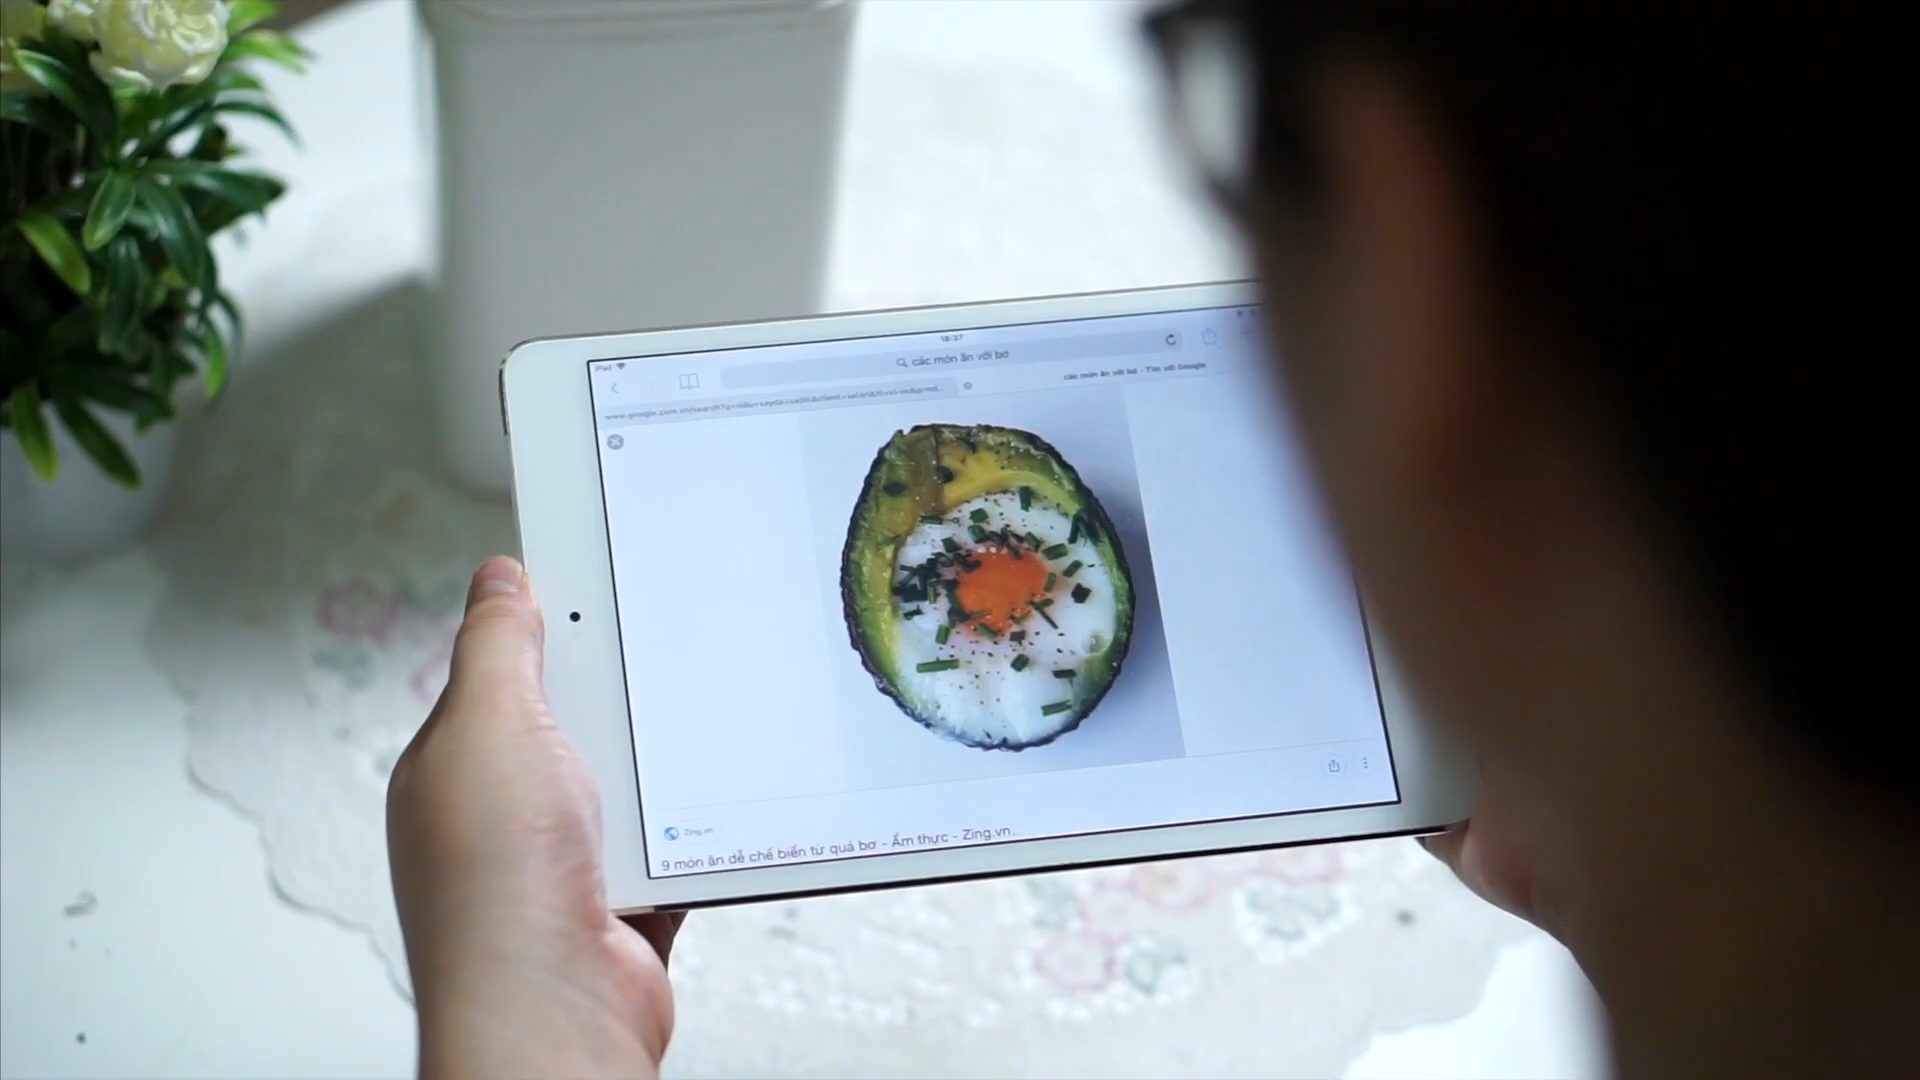 iPad
18:37
các món ăn với bơ
các món ăn với bơ - Tìm với Google
Zing.vn
9 món ăn dễ chế biến từ quả bơ - Ẩm thực - Zing.vn